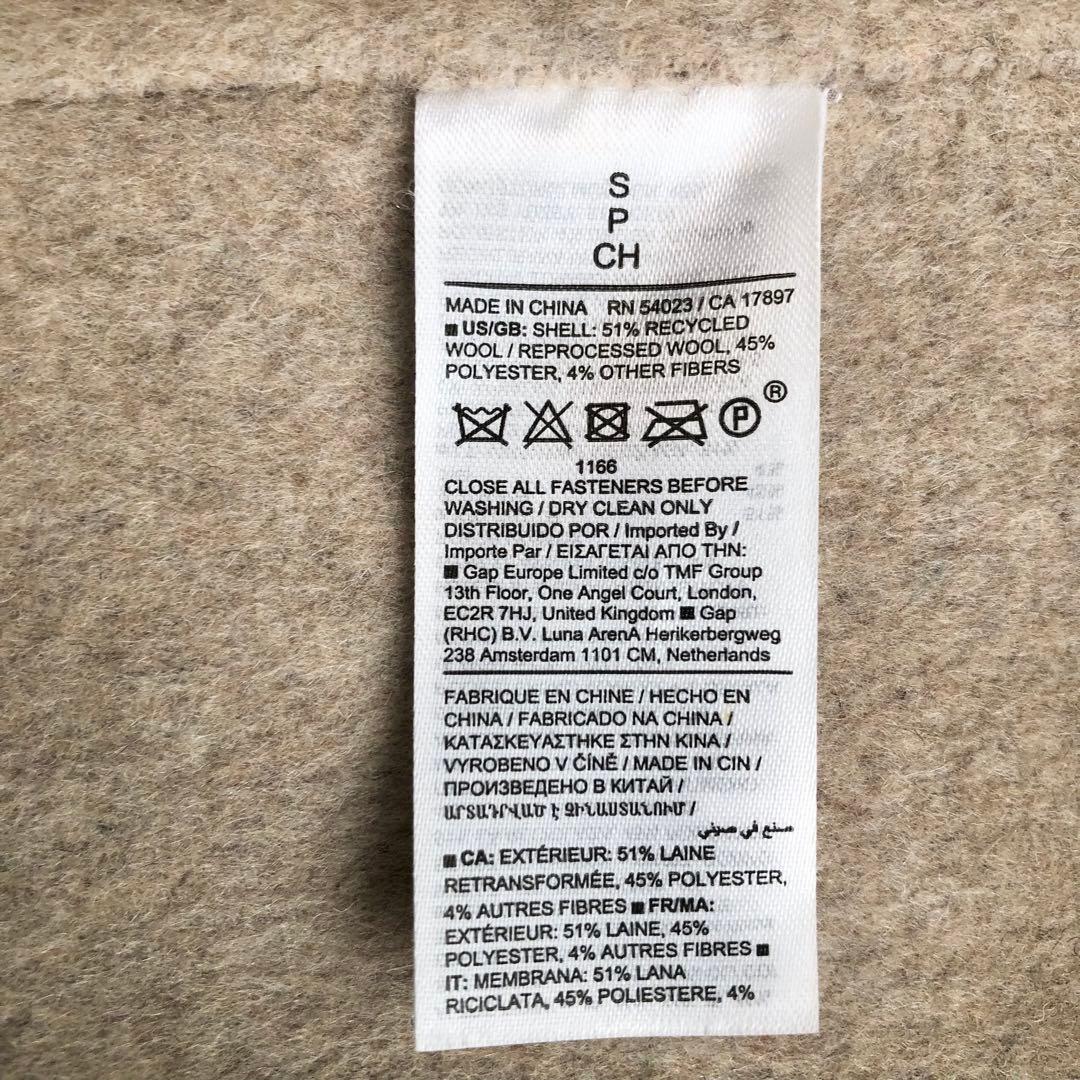 S
P
CH
MADE IN CHINA RN 54023 / CA 17897
US/GB: SHELL: 51% RECYCLED
WOOL / REPROCESSED WOOL, 45%
POLYESTER, 4% OTHER FIBERS
P ®
1166
CLOSE ALL FASTENERS BEFORE
WASHING / DRY CLEAN ONLY
DISTRIBUIDO POR / Imported By /
Importe Par / ΕΙΣΑΓΕΤΑΙ ΑΠΟ ΤΗΝ:
Gap Europe Limited c/o TMF Group
13th Floor, One Angel Court, London,
EC2R 7HJ, United Kingdom ■ Gap
(RHC) B.V. Luna ArenA Herikerbergweg
238 Amsterdam 1101 CM, Netherlands
FABRIQUE EN CHINE / HECHO EN
CHINA / FABRICADO NA CHINA /
ΚΑΤΑΣΚΕΥΑΣΤΗΚΕ ΣΤΗΝ ΚΙΝΑ /
VYROBENO V ČÍNĚ / MADE IN CIN /
ПРОИЗВЕДЕНО В КИТАЙ /
ԱՐՏԱԴՐՎԱԾ Է ՉԻՆԱՍՏԱՆՈՒՄ /
صنع في صيني
■ CA: EXTÉRIEUR: 51% LAINE
RETRANSFORMÉE, 45% POLYESTER,
4% AUTRES FIBRES ■ FR/MA:
EXTÉRIEUR: 51% LAINE, 45%
POLYESTER, 4% AUTRES FIBRES ■
IT: MEMBRANA: 51% LANA
RICICLATA, 45% POLIESTERE, 4%